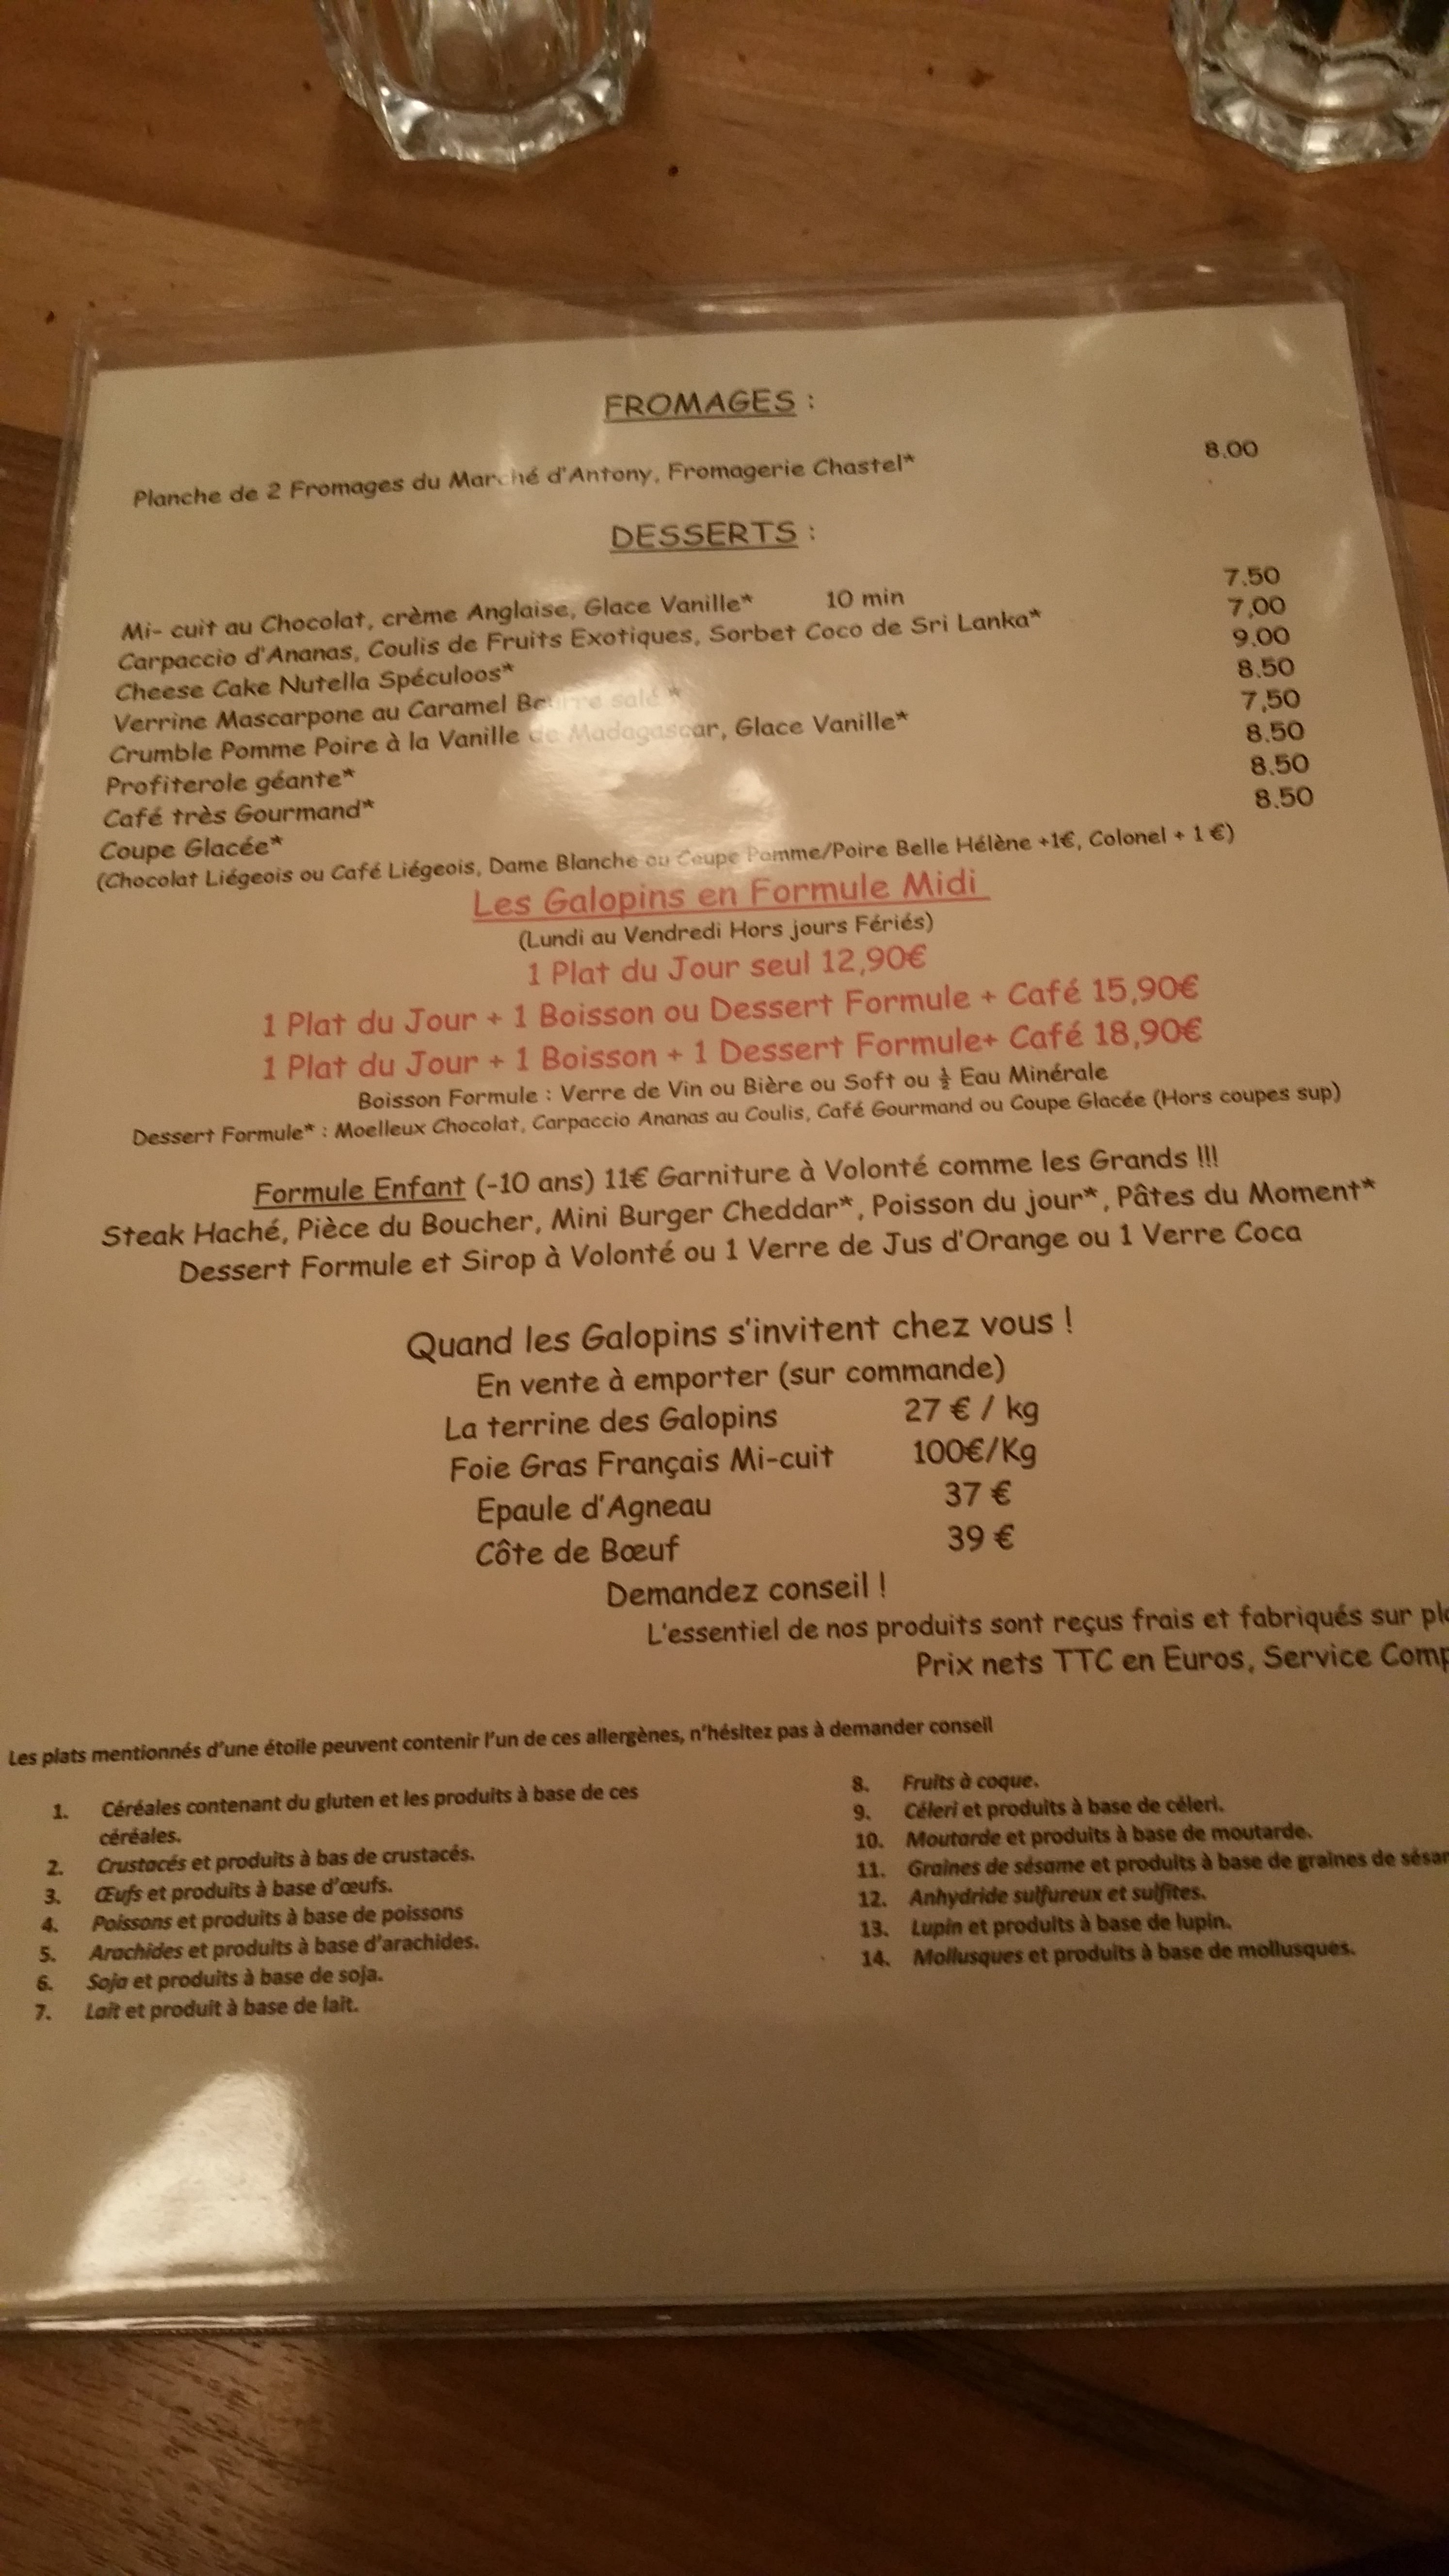 FROMAGES :
Planche de 2 Fromages du Marché d'Antony, Fromagerie Chastel* 8.00
DESSERTS :
Mi- cuit au Chocolat, crème Anglaise, Glace Vanille* 10 min 7.50
Carpaccio d'Ananas, Coulis de Fruits Exotiques, Sorbet Coco de Sri Lanka* 7,00
Cheese Cake Nutella Spéculoos* 9.00
Verrine Mascarpone au Caramel Beurre salé * 8.50
Crumble Pomme Poire à la Vanille de Madagascar, Glace Vanille* 7,50
Profiterole géante* 8.50
Café très Gourmand* 8.50
Coupe Glacée* 8.50
(Chocolat Liégeois ou Café Liégeois, Dame Blanche ou Coupe Pomme/Poire Belle Hélène +1€, Colonel + 1 €)
Les Galopins en Formule Midi
(Lundi au Vendredi Hors jours Fériés)
1 Plat du Jour seul 12,90€
1 Plat du Jour + 1 Boisson ou Dessert Formule + Café 15,90€
1 Plat du Jour + 1 Boisson + 1 Dessert Formule+ Café 18,90€
Boisson Formule : Verre de Vin ou Bière ou Soft ou ½ Eau Minérale
Dessert Formule* : Moelleux Chocolat, Carpaccio Ananas au Coulis, Café Gourmand ou Coupe Glacée (Hors coupes sup)
Formule Enfant (-10 ans) 11€ Garniture à Volonté comme les Grands !!!
Steak Haché, Pièce du Boucher, Mini Burger Cheddar*, Poisson du jour*, Pâtes du Moment*
Dessert Formule et Sirop à Volonté ou 1 Verre de Jus d'Orange ou 1 Verre Coca
Quand les Galopins s'invitent chez vous !
En vente à emporter (sur commande)
La terrine des Galopins 27 € / kg
Foie Gras Français Mi-cuit 100€/Kg
Epaule d'Agneau 37 €
Côte de Bœuf 39 €
Demandez conseil !
L'essentiel de nos produits sont reçus frais et fabriqués sur
Prix nets TTC en Euros, Service
Les plats mentionnés d'une étoile peuvent contenir l'un de ces allergènes, n'hésitez pas à demander conseil
1. Céréales contenant du gluten et les produits à base de ces
céréales.
2. Crustacés et produits à bas de crustacés.
3. Œufs et produits à base d'œufs.
4. Poissons et produits à base de poissons
5. Arachides et produits à base d'arachides.
6. Soja et produits à base de soja.
7. Lait et produit à base de lait.
8. Fruits à coque.
9. Céleri et produits à base de céleri.
10. Moutarde et produits à base de moutarde.
11. Graines de sésame et produits à base de graines de
12. Anhydride sulfureux et sulfites.
13. Lupin et produits à base de lupin.
14. Mollusques et produits à base de mollusques.